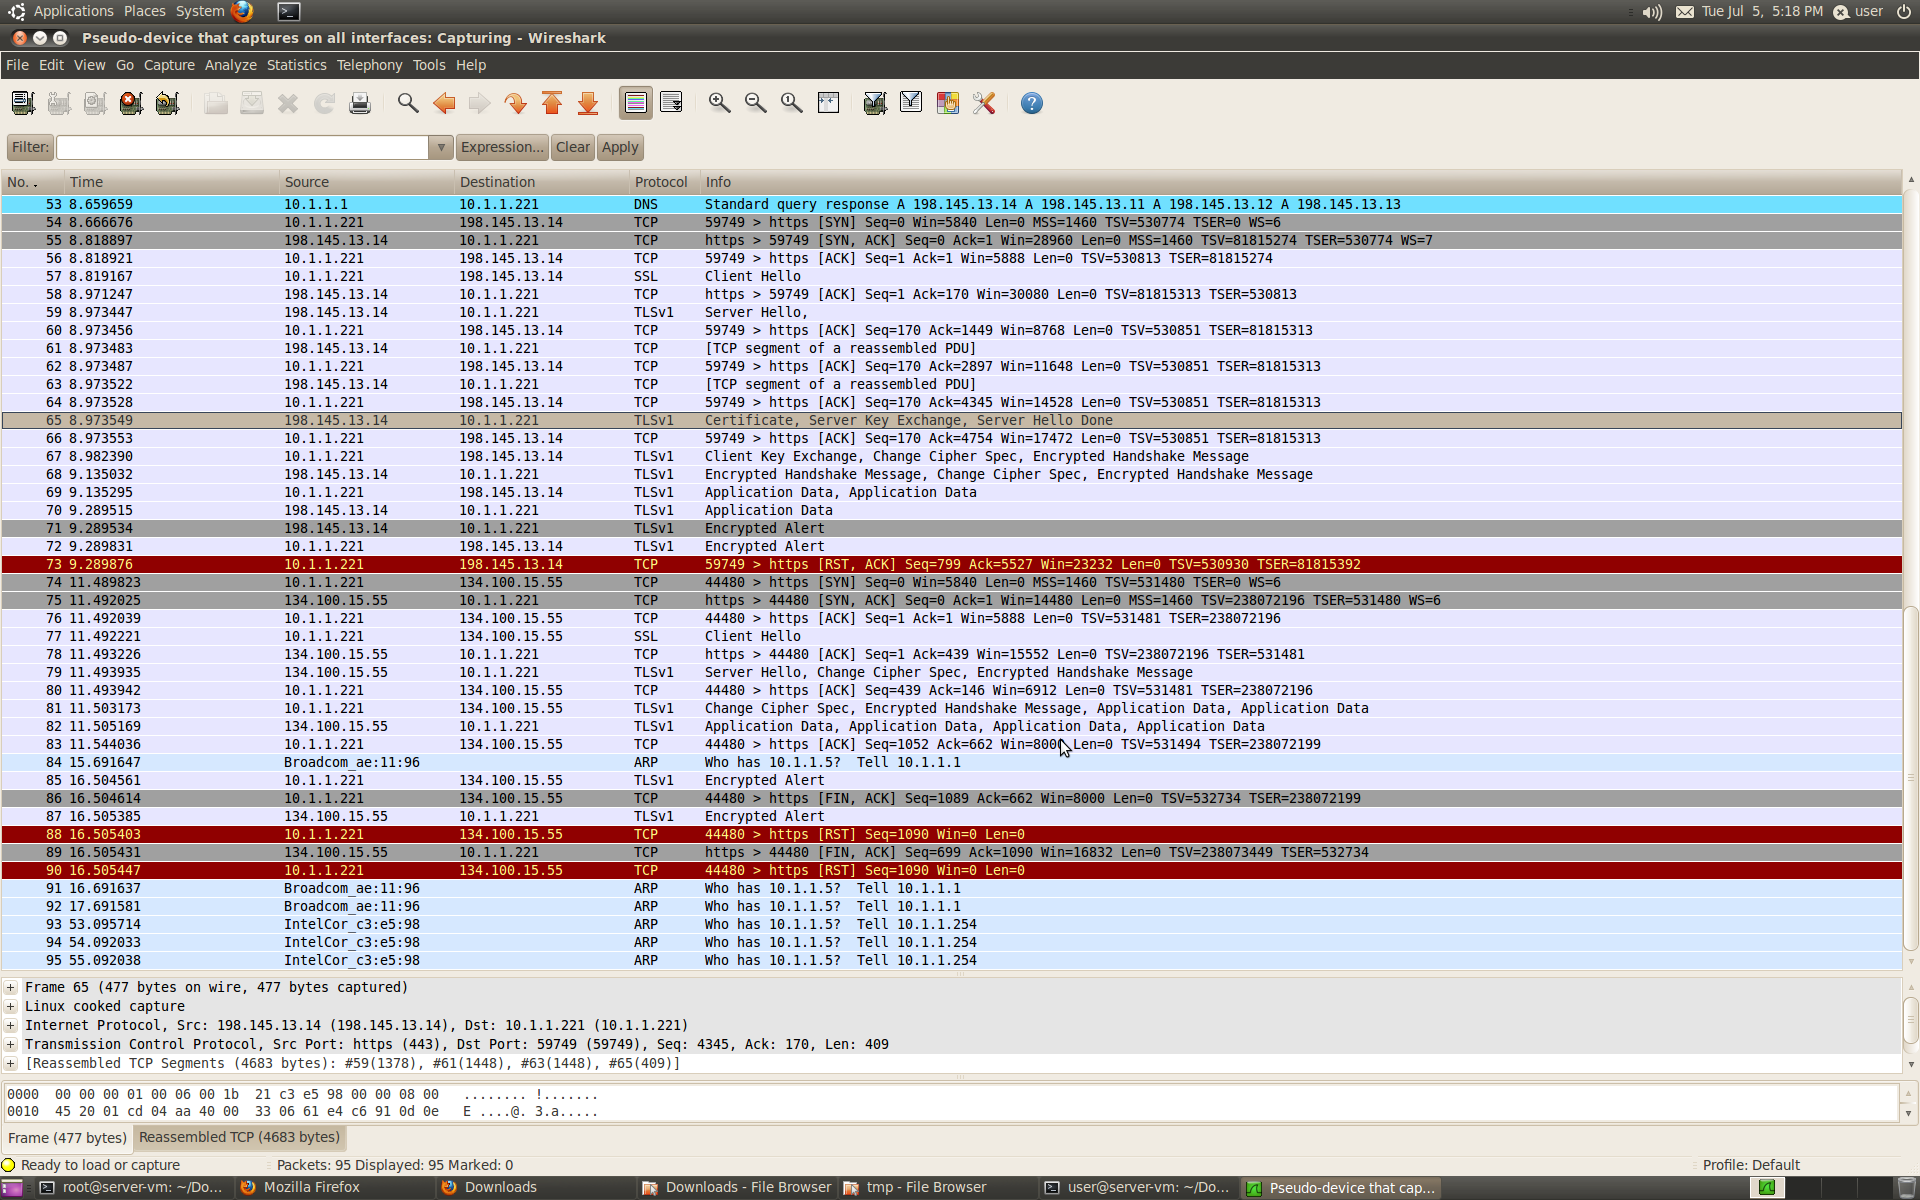 Applications Places System Tue Jul 5, 5:18 PM user
Pseudo-device that captures on all interfaces: Capturing - Wireshark
File Edit View Go Capture Analyze Statistics Telephony Tools Help
Filter: Expression... Clear Apply
No. Time Source Destination Protocol Info
53 8.659659 10.1.1.1 10.1.1.221 DNS Standard query response A 198.145.13.14 A 198.145.13.11 A 198.145.13.12 A 198.145.13.13
54 8.666676 10.1.1.221 198.145.13.14 TCP 59749 > https [SYN] Seq=0 Win=5840 Len=0 MSS=1460 TSV=530774 TSER=0 WS=6
55 8.818897 198.145.13.14 10.1.1.221 TCP https > 59749 [SYN, ACK] Seq=0 Ack=1 Win=28960 Len=0 MSS=1460 TSV=81815274 TSER=530774 WS=7
56 8.818921 10.1.1.221 198.145.13.14 TCP 59749 > https [ACK] Seq=1 Ack=1 Win=5888 Len=0 TSV=530813 TSER=81815274
57 8.819167 10.1.1.221 198.145.13.14 SSL Client Hello
58 8.971247 198.145.13.14 10.1.1.221 TCP https > 59749 [ACK] Seq=1 Ack=170 Win=30080 Len=0 TSV=81815313 TSER=530813
59 8.973447 198.145.13.14 10.1.1.221 TLSv1 Server Hello,
60 8.973456 10.1.1.221 198.145.13.14 TCP 59749 > https [ACK] Seq=170 Ack=1449 Win=8768 Len=0 TSV=530851 TSER=81815313
61 8.973483 198.145.13.14 10.1.1.221 TCP [TCP segment of a reassembled PDU]
62 8.973487 10.1.1.221 198.145.13.14 TCP 59749 > https [ACK] Seq=170 Ack=2897 Win=11648 Len=0 TSV=530851 TSER=81815313
63 8.973522 198.145.13.14 10.1.1.221 TCP [TCP segment of a reassembled PDU]
64 8.973528 10.1.1.221 198.145.13.14 TCP 59749 > https [ACK] Seq=170 Ack=4345 Win=14528 Len=0 TSV=530851 TSER=81815313
65 8.973549 198.145.13.14 10.1.1.221 TLSv1 Certificate, Server Key Exchange, Server Hello Done
66 8.973553 10.1.1.221 198.145.13.14 TCP 59749 > https [ACK] Seq=170 Ack=4754 Win=17472 Len=0 TSV=530851 TSER=81815313
67 8.982390 10.1.1.221 198.145.13.14 TLSv1 Client Key Exchange, Change Cipher Spec, Encrypted Handshake Message
68 9.135032 198.145.13.14 10.1.1.221 TLSv1 Encrypted Handshake Message, Change Cipher Spec, Encrypted Handshake Message
69 9.135295 10.1.1.221 198.145.13.14 TLSv1 Application Data, Application Data
70 9.289515 198.145.13.14 10.1.1.221 TLSv1 Application Data
71 9.289534 198.145.13.14 10.1.1.221 TLSv1 Encrypted Alert
72 9.289831 10.1.1.221 198.145.13.14 TLSv1 Encrypted Alert
73 9.289876 10.1.1.221 198.145.13.14 TCP 59749 > https [RST, ACK] Seq=799 Ack=5527 Win=23232 Len=0 TSV=530930 TSER=81815392
74 11.489823 10.1.1.221 134.100.15.55 TCP 44480 > https [SYN] Seq=0 Win=5840 Len=0 MSS=1460 TSV=531480 TSER=0 WS=6
75 11.492025 134.100.15.55 10.1.1.221 TCP https > 44480 [SYN, ACK] Seq=0 Ack=1 Win=14480 Len=0 MSS=1460 TSV=238072196 TSER=531480 WS=6
76 11.492039 10.1.1.221 134.100.15.55 TCP 44480 > https [ACK] Seq=1 Ack=1 Win=5888 Len=0 TSV=531481 TSER=238072196
77 11.492221 10.1.1.221 134.100.15.55 SSL Client Hello
78 11.493226 134.100.15.55 10.1.1.221 TCP https > 44480 [ACK] Seq=1 Ack=439 Win=15552 Len=0 TSV=238072196 TSER=531481
79 11.493935 134.100.15.55 10.1.1.221 TLSv1 Server Hello, Change Cipher Spec, Encrypted Handshake Message
80 11.493942 10.1.1.221 134.100.15.55 TCP 44480 > https [ACK] Seq=439 Ack=146 Win=6912 Len=0 TSV=531481 TSER=238072196
81 11.503173 10.1.1.221 134.100.15.55 TLSv1 Change Cipher Spec, Encrypted Handshake Message, Application Data, Application Data
82 11.505169 134.100.15.55 10.1.1.221 TLSv1 Application Data, Application Data, Application Data, Application Data
83 11.544036 10.1.1.221 134.100.15.55 TCP 44480 > https [ACK] Seq=1052 Ack=662 Win=8000 Len=0 TSV=531494 TSER=238072199
84 15.691647 Broadcom_ae:11:96 ARP Who has 10.1.1.5? Tell 10.1.1.1
85 16.504561 10.1.1.221 134.100.15.55 TLSv1 Encrypted Alert
86 16.504614 10.1.1.221 134.100.15.55 TCP 44480 > https [FIN, ACK] Seq=1089 Ack=662 Win=8000 Len=0 TSV=532734 TSER=238072199
87 16.505385 134.100.15.55 10.1.1.221 TLSv1 Encrypted Alert
88 16.505403 10.1.1.221 134.100.15.55 TCP 44480 > https [RST] Seq=1090 Win=0 Len=0
89 16.505431 134.100.15.55 10.1.1.221 TCP https > 44480 [FIN, ACK] Seq=699 Ack=1090 Win=16832 Len=0 TSV=238073449 TSER=532734
90 16.505447 10.1.1.221 134.100.15.55 TCP 44480 > https [RST] Seq=1090 Win=0 Len=0
91 16.691637 Broadcom_ae:11:96 ARP Who has 10.1.1.5? Tell 10.1.1.1
92 17.691581 Broadcom_ae:11:96 ARP Who has 10.1.1.5? Tell 10.1.1.1
93 53.095714 IntelCor_c3:e5:98 ARP Who has 10.1.1.5? Tell 10.1.1.254
94 54.092033 IntelCor_c3:e5:98 ARP Who has 10.1.1.5? Tell 10.1.1.254
95 55.092038 IntelCor_c3:e5:98 ARP Who has 10.1.1.5? Tell 10.1.1.254
Frame 65 (477 bytes on wire, 477 bytes captured)
Linux cooked capture
Internet Protocol, Src: 198.145.13.14 (198.145.13.14), Dst: 10.1.1.221 (10.1.1.221)
Transmission Control Protocol, Src Port: https (443), Dst Port: 59749 (59749), Seq: 4345, Ack: 170, Len: 409
[Reassembled TCP Segments (4683 bytes): #59(1378), #61(1448), #63(1448), #65(409)]
0000 00 00 00 01 00 06 00 1b 21 c3 e5 98 00 00 08 00 ........ !.......
0010 45 20 01 cd 04 aa 40 00 33 06 61 e4 c6 91 0d 0e E ....@. 3.a.....
Frame (477 bytes) Reassembled TCP (4683 bytes)
Ready to load or capture Packets: 95 Displayed: 95 Marked: 0 Profile: Default
root@server-vm: ~/Do... Mozilla Firefox Downloads Downloads - File Browser tmp - File Browser user@server-vm: ~/Do... Pseudo-device that cap...